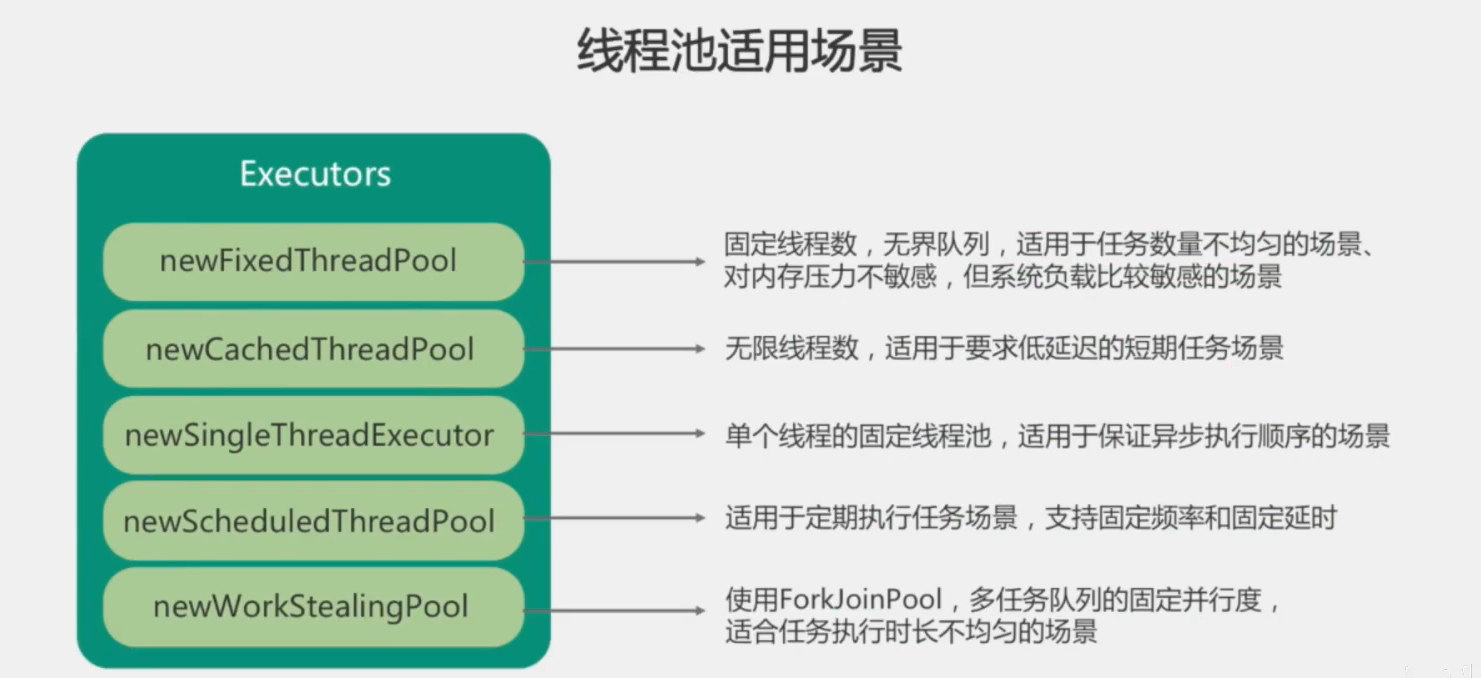 线程池适用场景
Executors
newFixedThreadPool
固定线程数，无界队列，适用于任务数量不均匀的场景、
对内存压力不敏感，但系统负载比较敏感的场景
newCachedThreadPool
无限线程数，适用于要求低延迟的短期任务场景
newSingleThreadExecutor
单个线程的固定线程池，适用于保证异步执行顺序的场景
newScheduledThreadPool
适用于定期执行任务场景，支持固定频率和固定延时
newWorkStealingPool
使用ForkJoinPool，多任务队列的固定并行度，
适合任务执行时长不均匀的场景